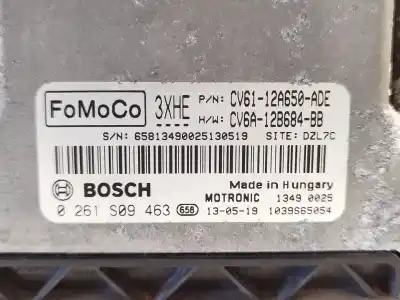 FoMoCo 3XHE P/N: CV61-12A650-ADE
H/W: CV6A-12B684-BB
S/N: 65813490025130519 SITE: DZL7C
BOSCH Made in Hungary
MOTRONIC 1349 0025
0 261 S09 463 658 13-05-19 1039S65054